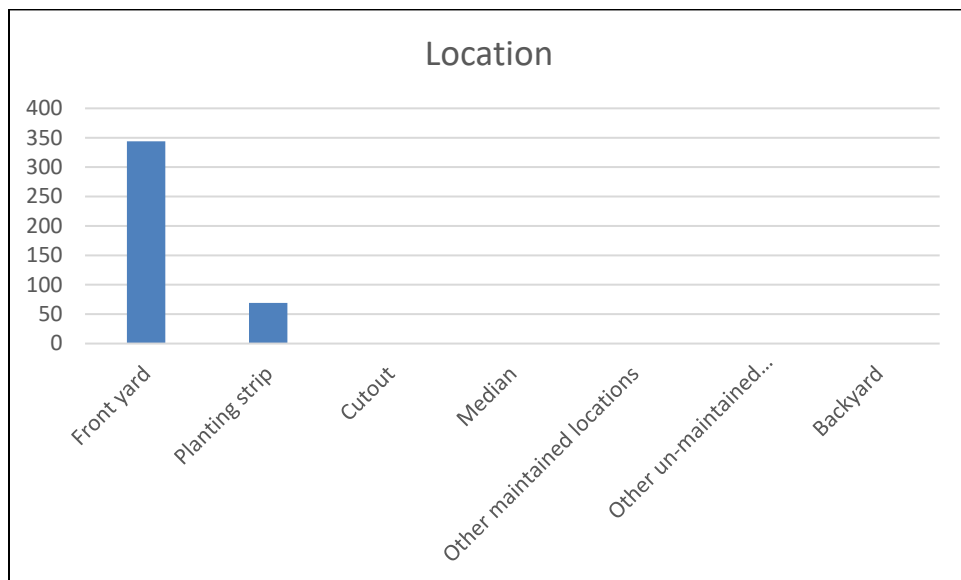 Location
400
350
300
250
200
150
100
50
0
Front yard
Planting strip
Cutout
Median
Other maintained locations
Other un-maintained...
Backyard